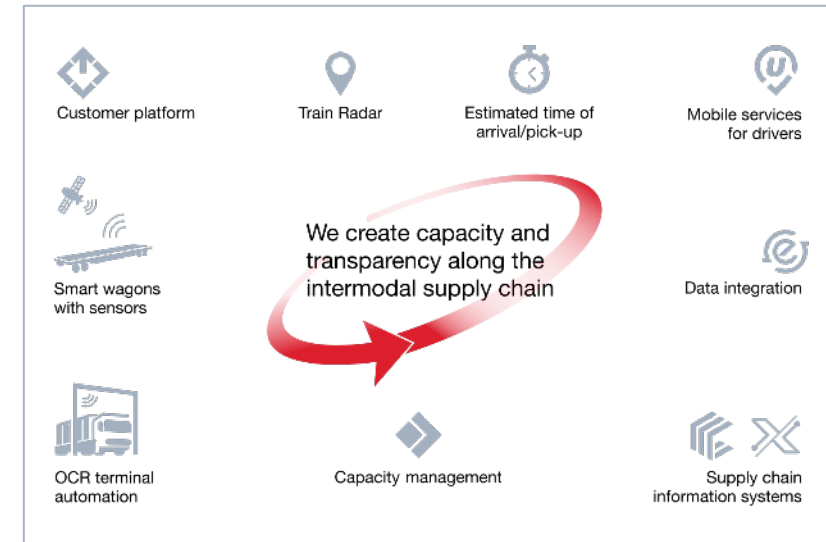 Customer platform
Train Radar
Estimated time of
arrival/pick-up
Mobile services
for drivers
We create capacity and
transparency along the
intermodal supply chain
Smart wagons
with sensors
Data integration
OCR terminal
automation
Capacity management
Supply chain
information systems